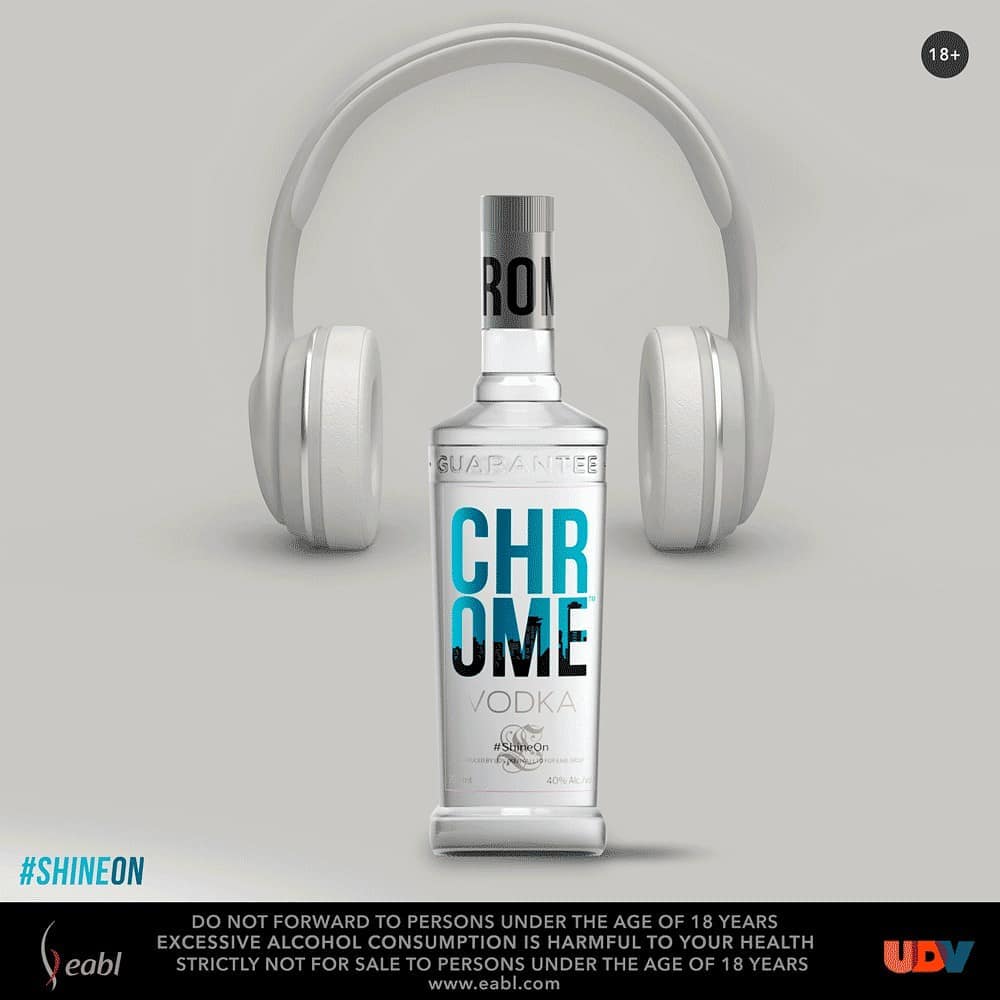 18+
ROM
GUARANTEE
CHR
OME
TM
VODKA
#ShineOn
ml
40% Alc./vol
#SHINEON
DO NOT FORWARD TO PERSONS UNDER THE AGE OF 18 YEARS
EXCESSIVE ALCOHOL CONSUMPTION IS HARMFUL TO YOUR HEALTH
STRICTLY NOT FOR SALE TO PERSONS UNDER THE AGE OF 18 YEARS
www.eabl.com
eabl
UDV